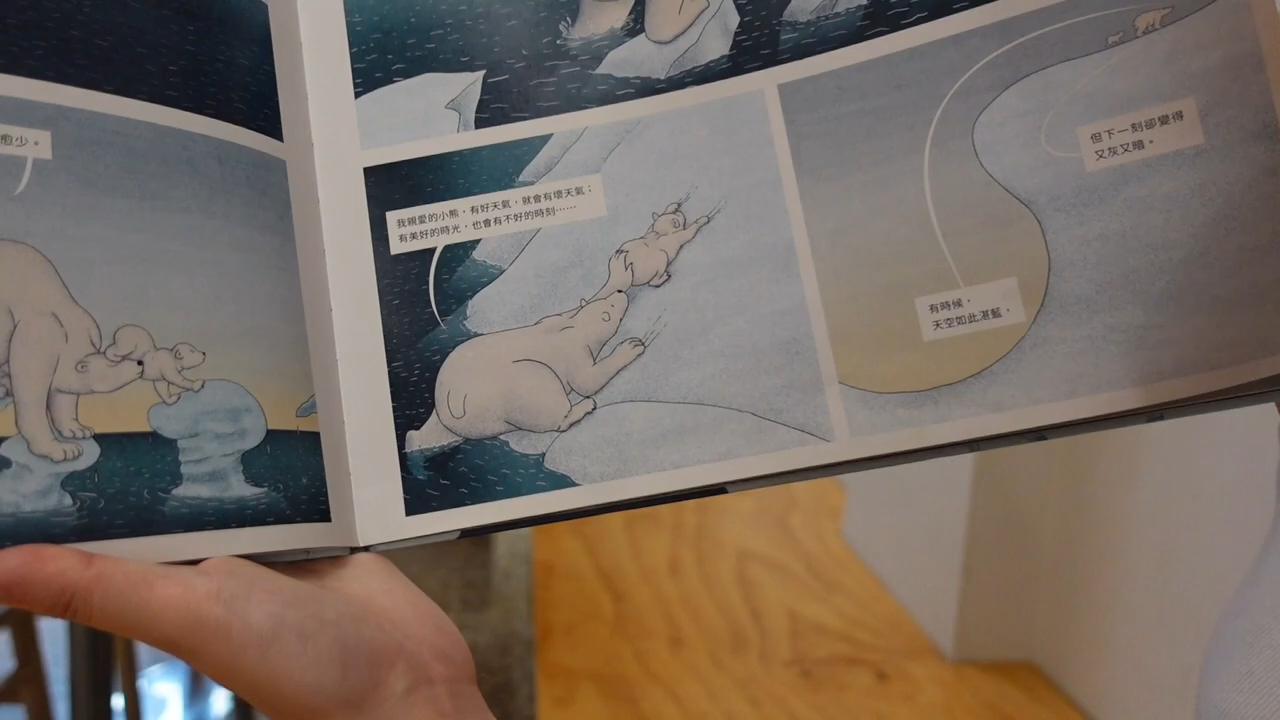 愈少。
我親愛的小熊，有好天氣，就會有壞天氣；
有美好的時光，也會有不好的時刻⋯⋯
有時候，
天空如此湛藍，
但下一刻卻變得
又灰又暗。